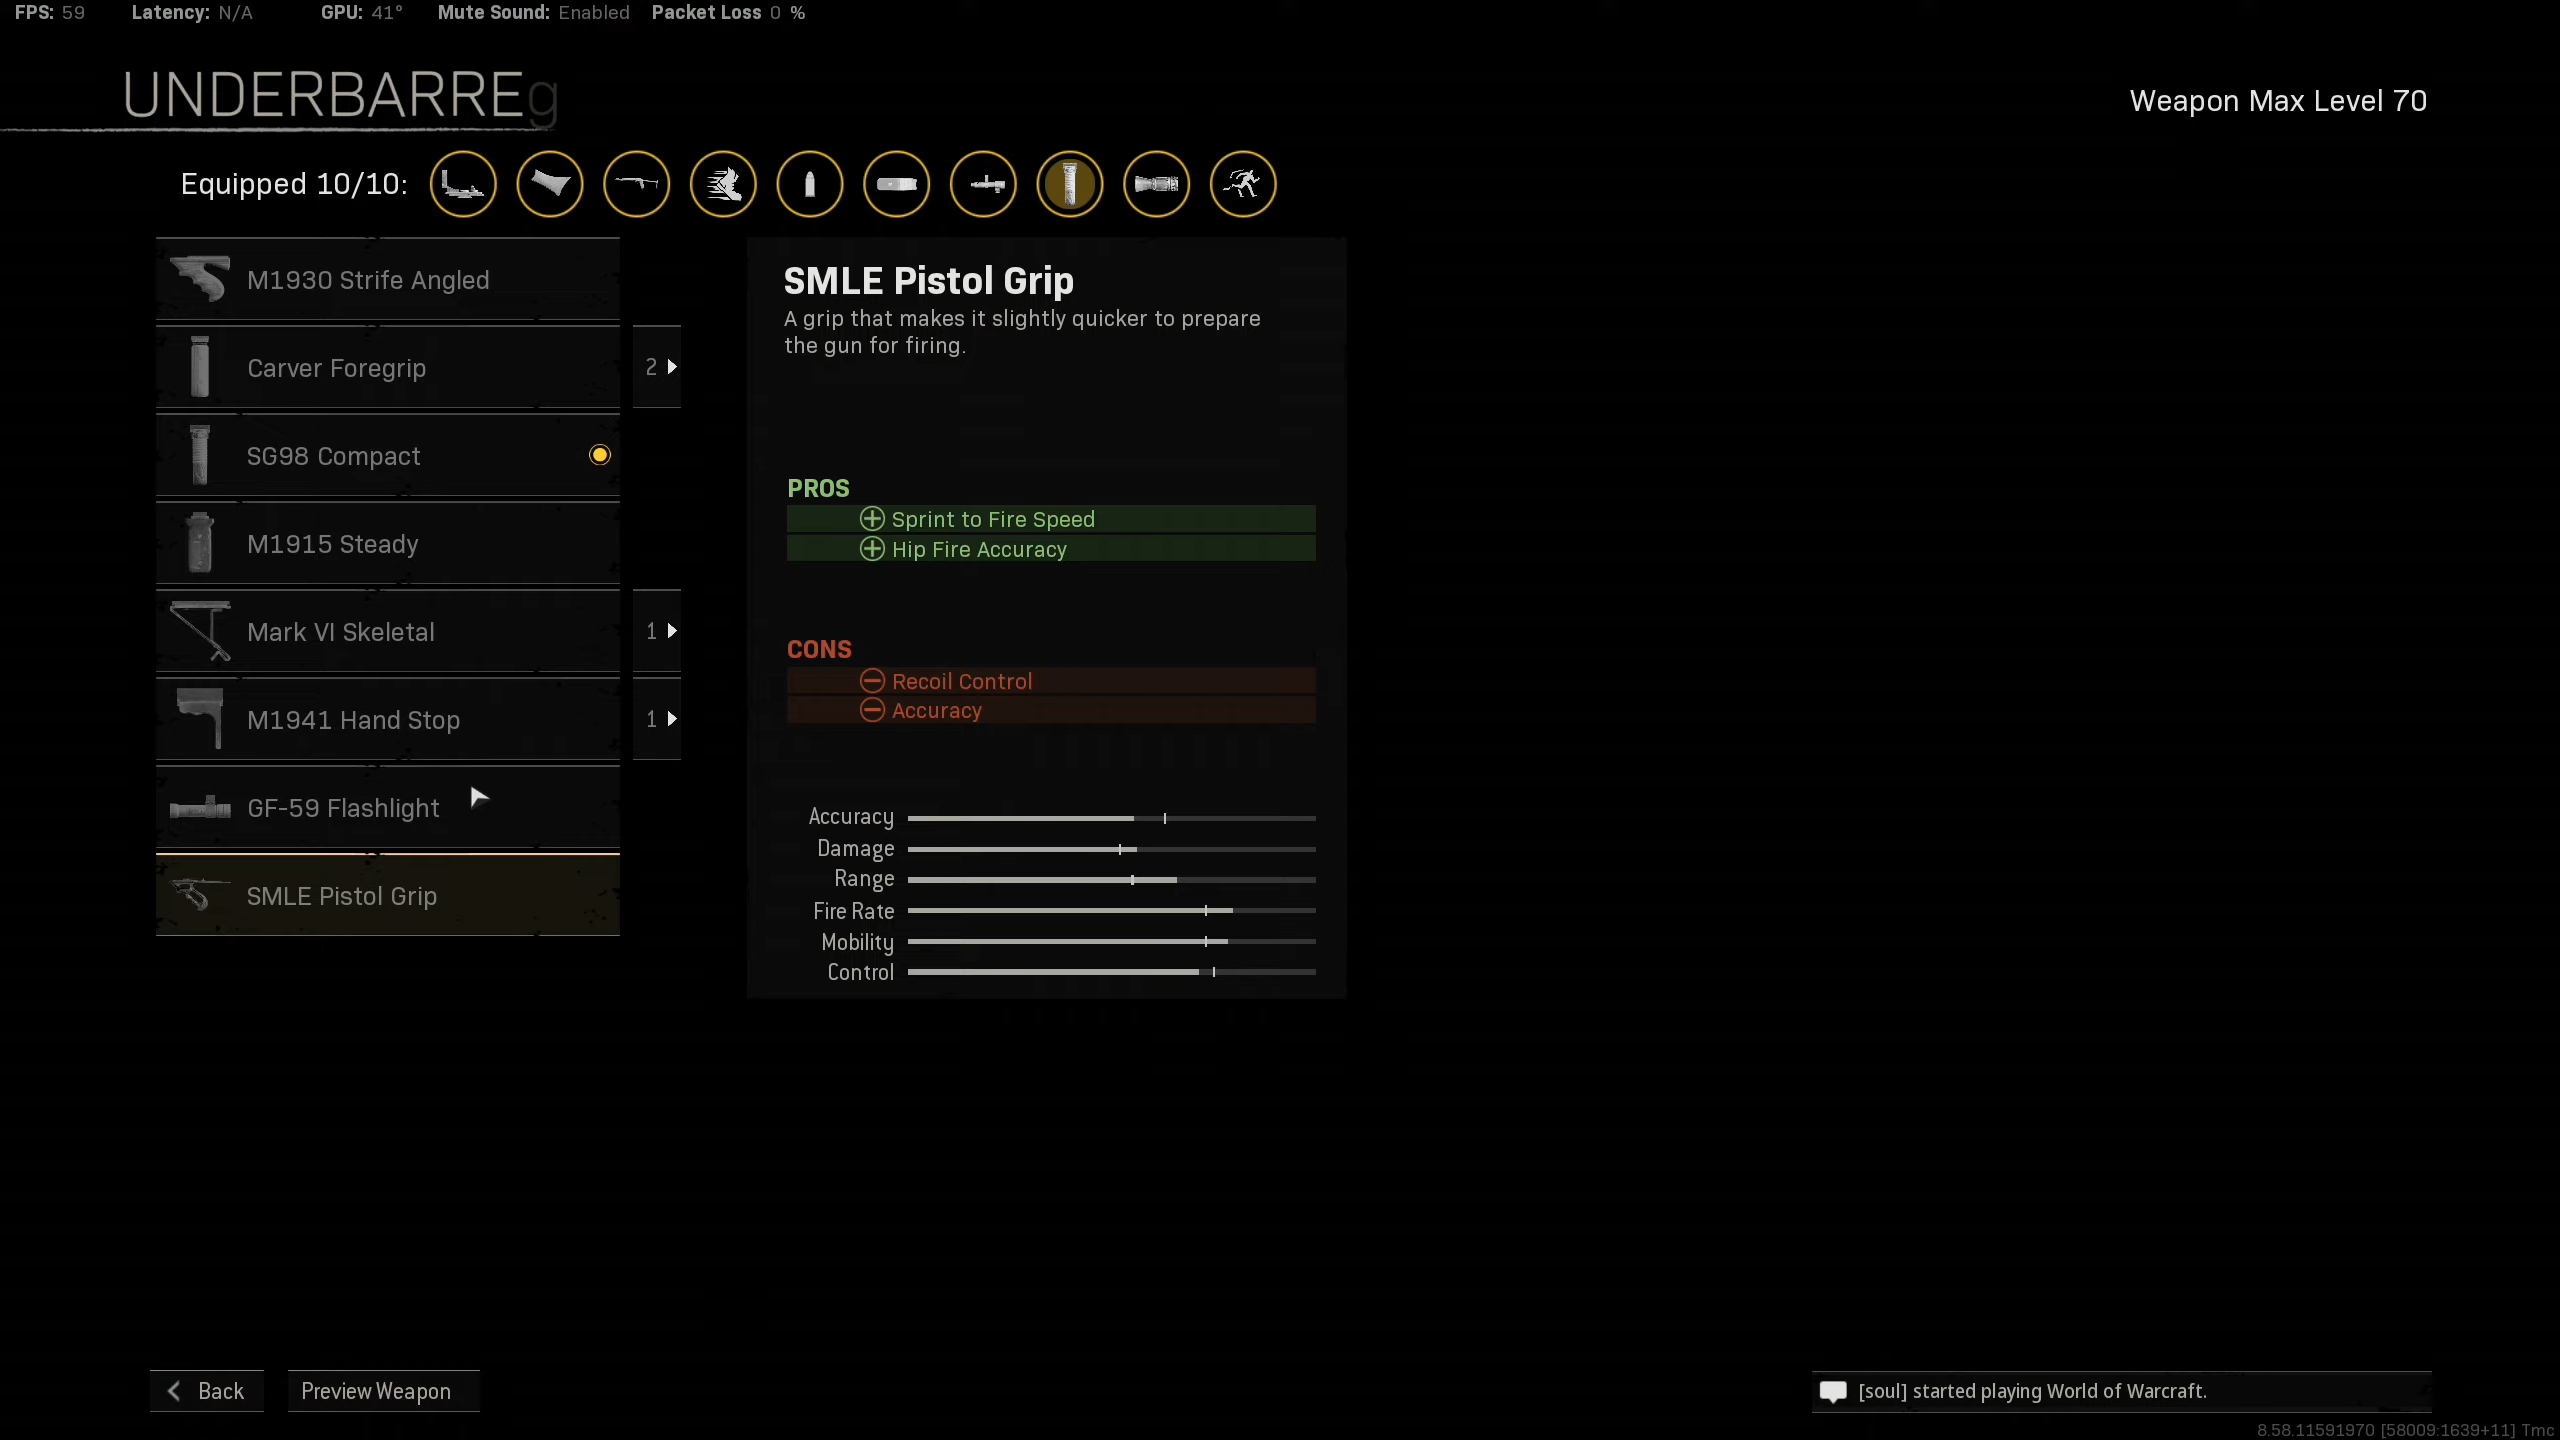 FPS: 59 Latency: N/A GPU: 41° Mute Sound: Enabled Packet Loss 0 %
UNDERBARREg
Weapon Max Level 70
Equipped 10/10:
M1930 Strife Angled
Carver Foregrip 2
SG98 Compact
M1915 Steady
Mark VI Skeletal 1
M1941 Hand Stop 1
GF-59 Flashlight
SMLE Pistol Grip
SMLE Pistol Grip
A grip that makes it slightly quicker to prepare
the gun for firing.
PROS
Sprint to Fire Speed
Hip Fire Accuracy
CONS
Recoil Control
Accuracy
Accuracy
Damage
Range
Fire Rate
Mobility
Control
Back
Preview Weapon
[soul] started playing World of Warcraft.
8.58.11591970 [58009:1639+11] Tmc